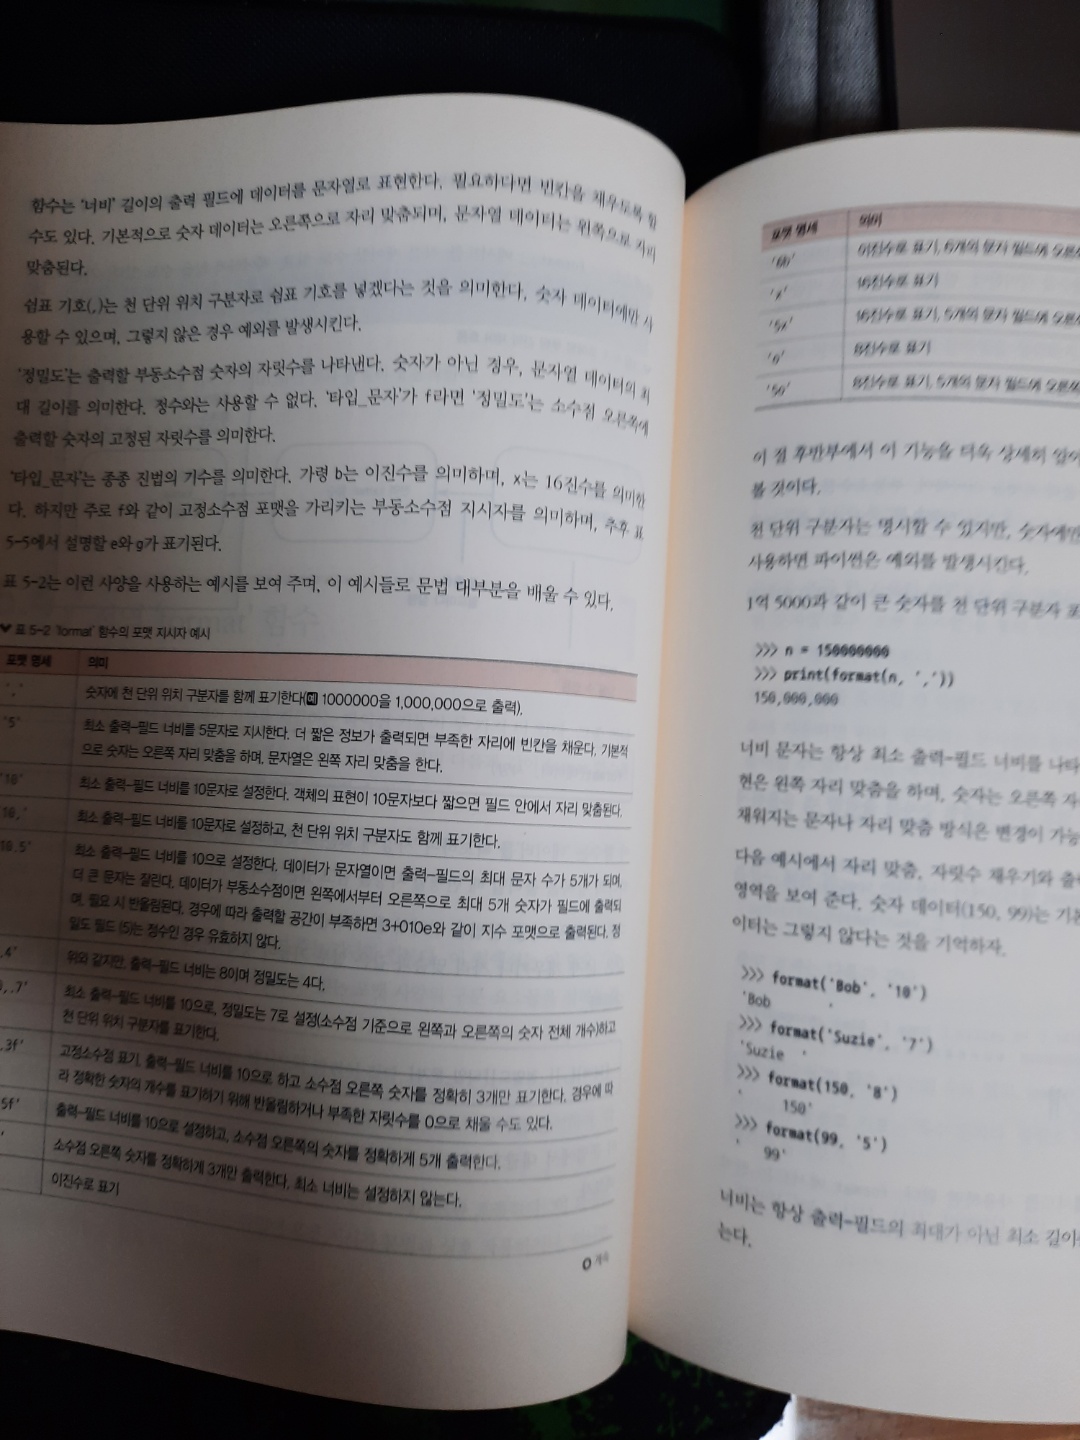 함수는 '너비' 길이의 출력 필드에 데이터를 문자열로 표현한다. 필요하다면 빈칸을 채우도록 할
수도 있다. 기본적으로 숫자 데이터는 오른쪽으로 자리 맞춤되며, 문자열 데이터는 왼쪽으로 자리
맞춤된다.
쉼표 기호(,)는 천 단위 위치 구분자로 쉼표 기호를 넣겠다는 것을 의미한다. 숫자 데이터에만 사
용할 수 있으며, 그렇지 않은 경우 예외를 발생시킨다.
'정밀도'는 출력할 부동소수점 숫자의 자릿수를 나타낸다. 숫자가 아닌 경우, 문자열 데이터의 최
대 길이를 의미한다. 정수와는 사용할 수 없다. '타입_문자'가 f라면 '정밀도'는 소수점 오른쪽에
출력할 숫자의 고정된 자릿수를 의미한다.
'타입_문자'는 종종 진법의 기수를 의미한다. 가령 b는 이진수를 의미하며, x는 16진수를 의미한
다. 하지만 주로 f와 같이 고정소수점 포맷을 가리키는 부동소수점 지시자를 의미하며, 추후 표
5-5에서 설명할 e와 g가 표기된다.
표 5-2는 이런 사양을 사용하는 예시를 보여 주며, 이 예시들로 문법 대부분을 배울 수 있다.
표 5-2 'format' 함수의 포맷 지시자 예시
포맷 명세 의미
',' 숫자에 천 단위 위치 구분자를 함께 표기한다(예 1000000을 1,000,000으로 출력).
'5' 최소 출력-필드 너비를 5문자로 지시한다. 더 짧은 정보가 출력되면 부족한 자리에 빈칸을 채운다. 기본적
으로 숫자는 오른쪽 자리 맞춤을 하며, 문자열은 왼쪽 자리 맞춤을 한다.
'10' 최소 출력-필드 너비를 10문자로 설정한다. 객체의 표현이 10문자보다 짧으면 필드 안에서 자리 맞춤된다.
10,' 최소 출력-필드 너비를 10문자로 설정하고, 천 단위 위치 구분자도 함께 표기한다.
10.5' 최소 출력-필드 너비를 10으로 설정한다. 데이터가 문자열이면 출력-필드의 최대 문자 수가 5개가 되며,
더 큰 문자는 잘린다. 데이터가 부동소수점이면 왼쪽에서부터 오른쪽으로 최대 5개 숫자가 필드에 출력되
며, 필요 시 반올림된다. 경우에 따라 출력할 공간이 부족하면 3+010e와 같이 지수 포맷으로 출력된다. 정
밀도 필드 (5)는 정수인 경우 유효하지 않다.
.4' 위와 같지만, 출력-필드 너비는 8이며 정밀도는 4다.
,.7' 최소 출력-필드 너비를 10으로, 정밀도는 7로 설정(소수점 기준으로 왼쪽과 오른쪽의 숫자 전체 개수)하고
천 단위 위치 구분자를 표기한다.
.3f' 고정소수점 표기. 출력-필드 너비를 10으로 하고 소수점 오른쪽 숫자를 정확히 3개만 표기한다. 경우에 따
라 정확한 숫자의 개수를 표기하기 위해 반올림하거나 부족한 자릿수를 0으로 채울 수도 있다.
5f' 출력-필드 너비를 10으로 설정하고, 소수점 오른쪽의 숫자를 정확하게 5개 출력한다.
' 소수점 오른쪽 숫자를 정확하게 3개만 출력한다. 최소 너비는 설정하지 않는다.
이진수로 표기
계속
포맷 명세 의미
'6b' 이진수로 표기, 6개의 문자 필드에 오른
'x' 16진수로 표기
'5x' 16진수로 표기, 5개의 문자 필드에 오른
'o' 8진수로 표기
'5o' 8진수로 표기, 5개의 문자 필드에 오른
이 절 후반부에서 이 기능을 더욱 상세히 알아
볼 것이다.
천 단위 구분자는 명시할 수 있지만, 숫자에만
사용하면 파이썬은 예외를 발생시킨다.
1억 5000과 같이 큰 숫자를 천 단위 구분자 포
>>> n = 150000000
>>> print(format(n, ','))
150,000,000
너비 문자는 항상 최소 출력-필드 너비를 나타
현은 왼쪽 자리 맞춤을 하며, 숫자는 오른쪽 자
채워지는 문자나 자리 맞춤 방식은 변경이 가능
다음 예시에서 자리 맞춤, 자릿수 채우기와 출
영역을 보여 준다. 숫자 데이터(150, 99)는 기본
이터는 그렇지 않다는 것을 기억하자.
>>> format('Bob', '10')
'Bob       '
>>> format('Suzie', '7')
'Suzie  '
>>> format(150, '8')
'     150'
>>> format(99, '5')
'   99'
너비는 항상 출력-필드의 최대가 아닌 최소 길이
는다.